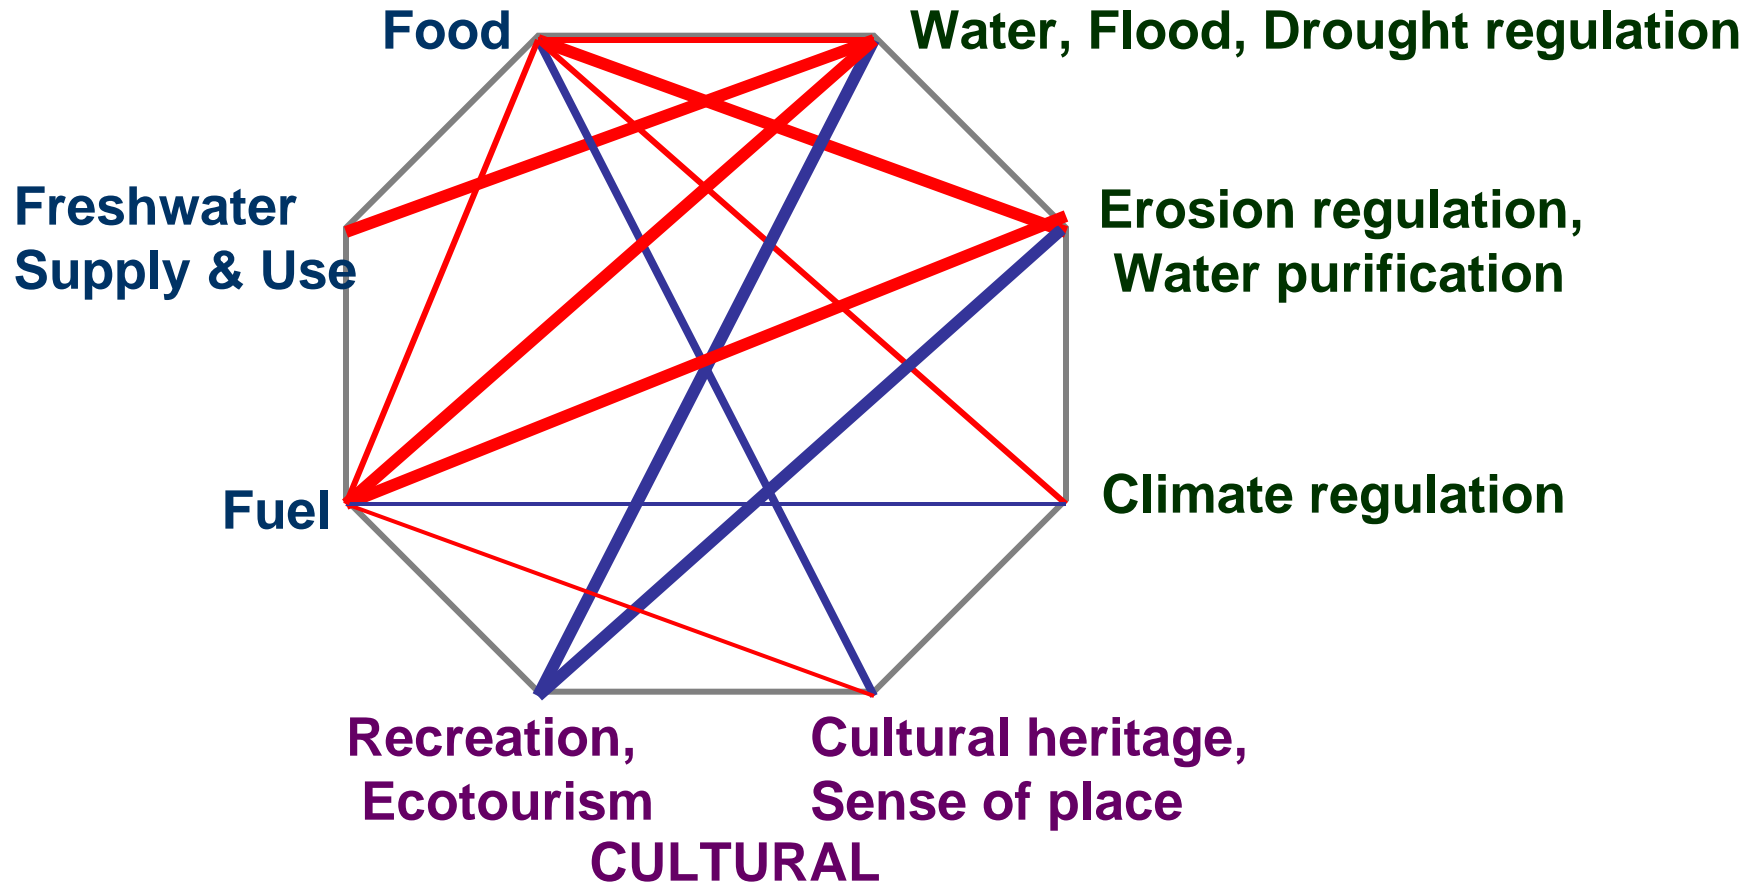 Food
Water, Flood, Drought regulation
Freshwater
Supply & Use
Erosion regulation,
Water purification
Fuel
Climate regulation
Recreation,
Ecotourism
Cultural heritage,
Sense of place
CULTURAL